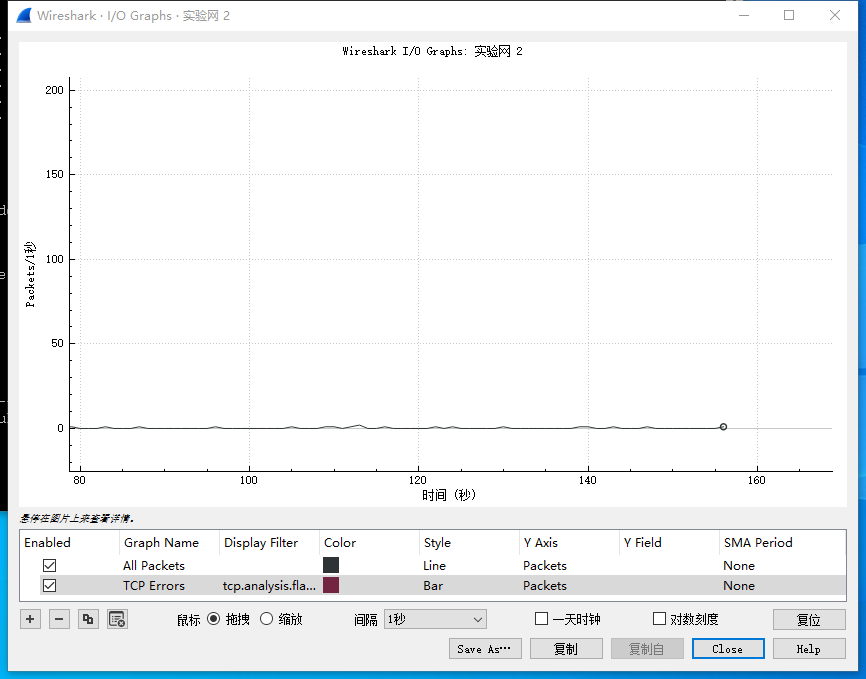 Wireshark · I/O Graphs · 实验网 2
Wireshark I/O Graphs: 实验网 2
200
150
100
50
0
Packets/1秒
80 100 120 140 160
时间 (秒)
悬停在图片上来查看详情。
Enabled Graph Name Display Filter Color Style Y Axis Y Field SMA Period
All Packets Line Packets None
TCP Errors tcp.analysis.fla... Bar Packets None
鼠标 拖拽 缩放 间隔 1秒 一天时钟 对数刻度 复位
Save As… 复制 复制自 Close Help